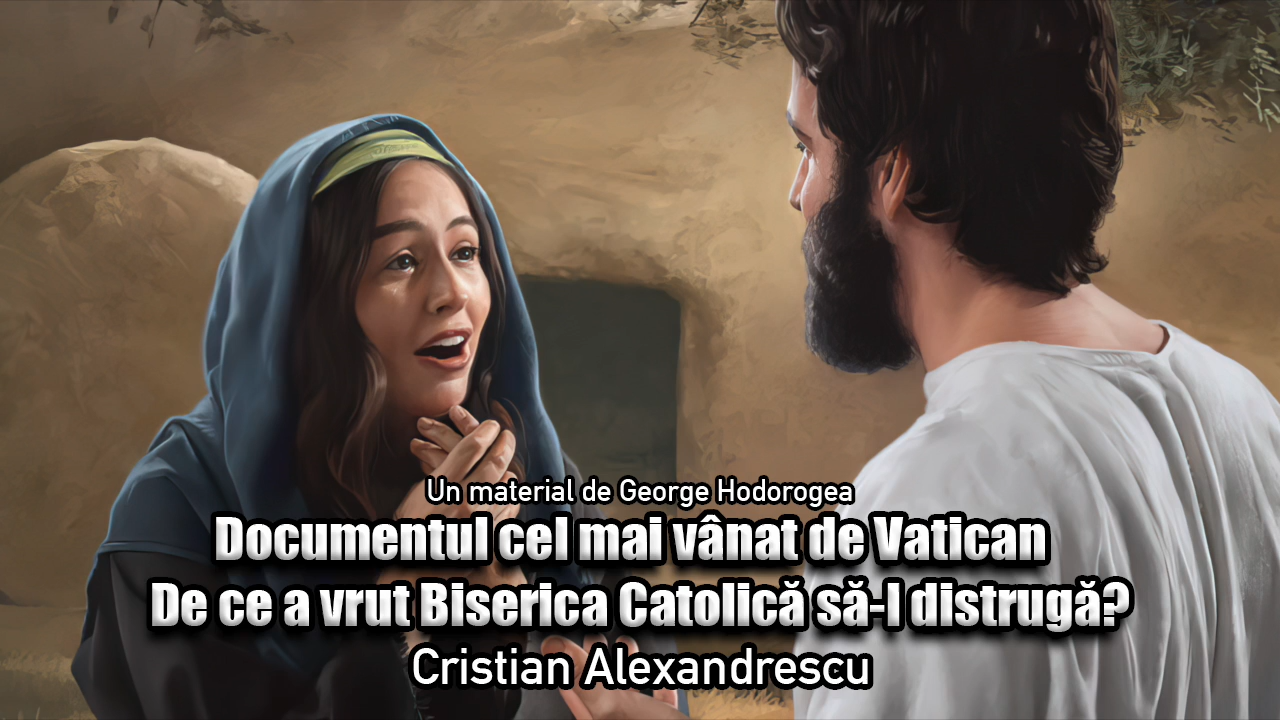 Un material de George Hodorogea
Documentul cel mai vânat de Vatican
De ce a vrut Biserica Catolică să-l distrugă?
Cristian Alexandrescu